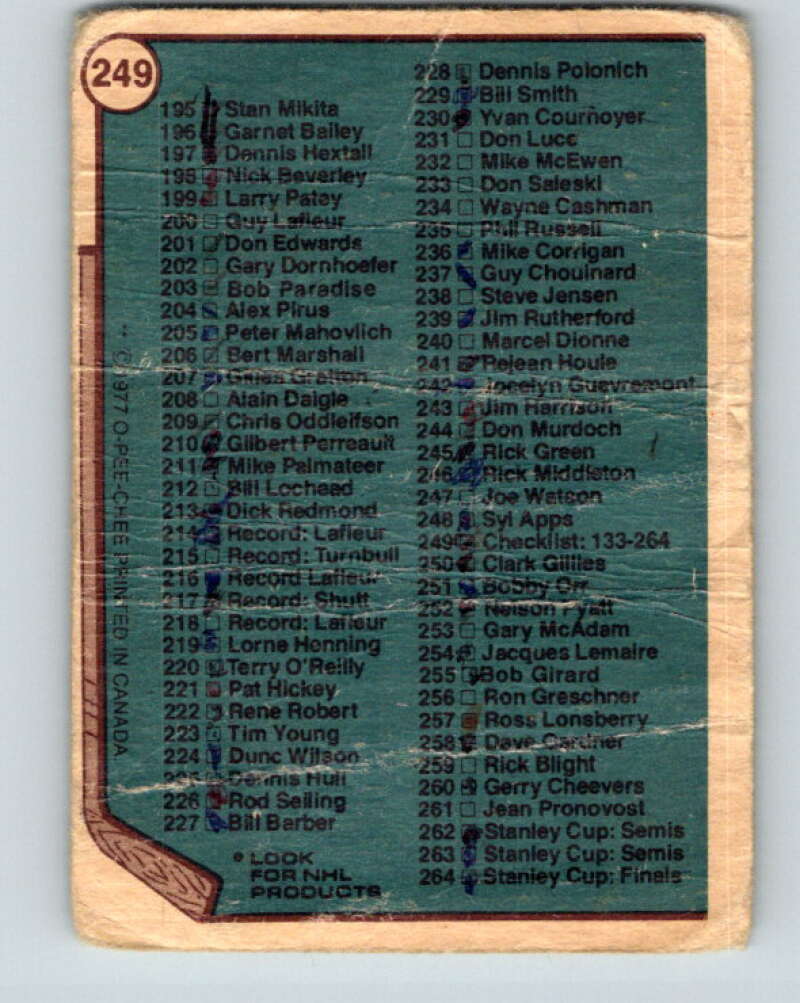 249
195 Stan Mikita
196 Garnet Bailey
197 Dennis Hextall
198 Nick Beverley
199 Larry Patey
200 Guy Lafleur
201 Don Edwards
202 Gary Dornhoefer
203 Bob Paradise
204 Alex Pirus
205 Peter Mahovlich
206 Bert Marshall
207 Gilles Gratton
208 Alain Daigle
209 Chris Oddleifson
210 Gilbert Perreault
211 Mike Palmateer
212 Bill Lochead
213 Dick Redmond
214 Record: Lafleur
215 Record: Turnbull
216 Record Lafleur
217 Record: Shutt
218 Record: Lafleur
219 Lorne Henning
220 Terry O'Reilly
221 Pat Hickey
222 Rene Robert
223 Tim Young
224 Dunc Wilson
225 Dennis Hull
226 Rod Seiling
227 Bill Barber
• LOOK
FOR NHL
PRODUCTS
228 Dennis Polonich
229 Bill Smith
230 Yvan Cournoyer
231 Don Luce
232 Mike McEwen
233 Don Saleski
234 Wayne Cashman
235 Phil Russell
236 Mike Corrigan
237 Guy Chouinard
238 Steve Jensen
239 Jim Rutherford
240 Marcel Dionne
241 Rejean Houle
242 Jocelyn Guevremont
243 Jim Harrison
244 Don Murdoch
245 Rick Green
246 Rick Middleton
247 Joe Watson
248 Syl Apps
249 Checklist: 133-264
250 Clark Gillies
251 Bobby Orr
252 Nelson Pyatt
253 Gary McAdam
254 Jacques Lemaire
255 Bob Girard
256 Ron Greschner
257 Ross Lonsberry
258 Dave Gardner
259 Rick Blight
260 Gerry Cheevers
261 Jean Pronovost
262 Stanley Cup: Semis
263 Stanley Cup: Semis
264 Stanley Cup: Finals
** © 1977 O-PEE-CHEE PRINTED IN CANADA